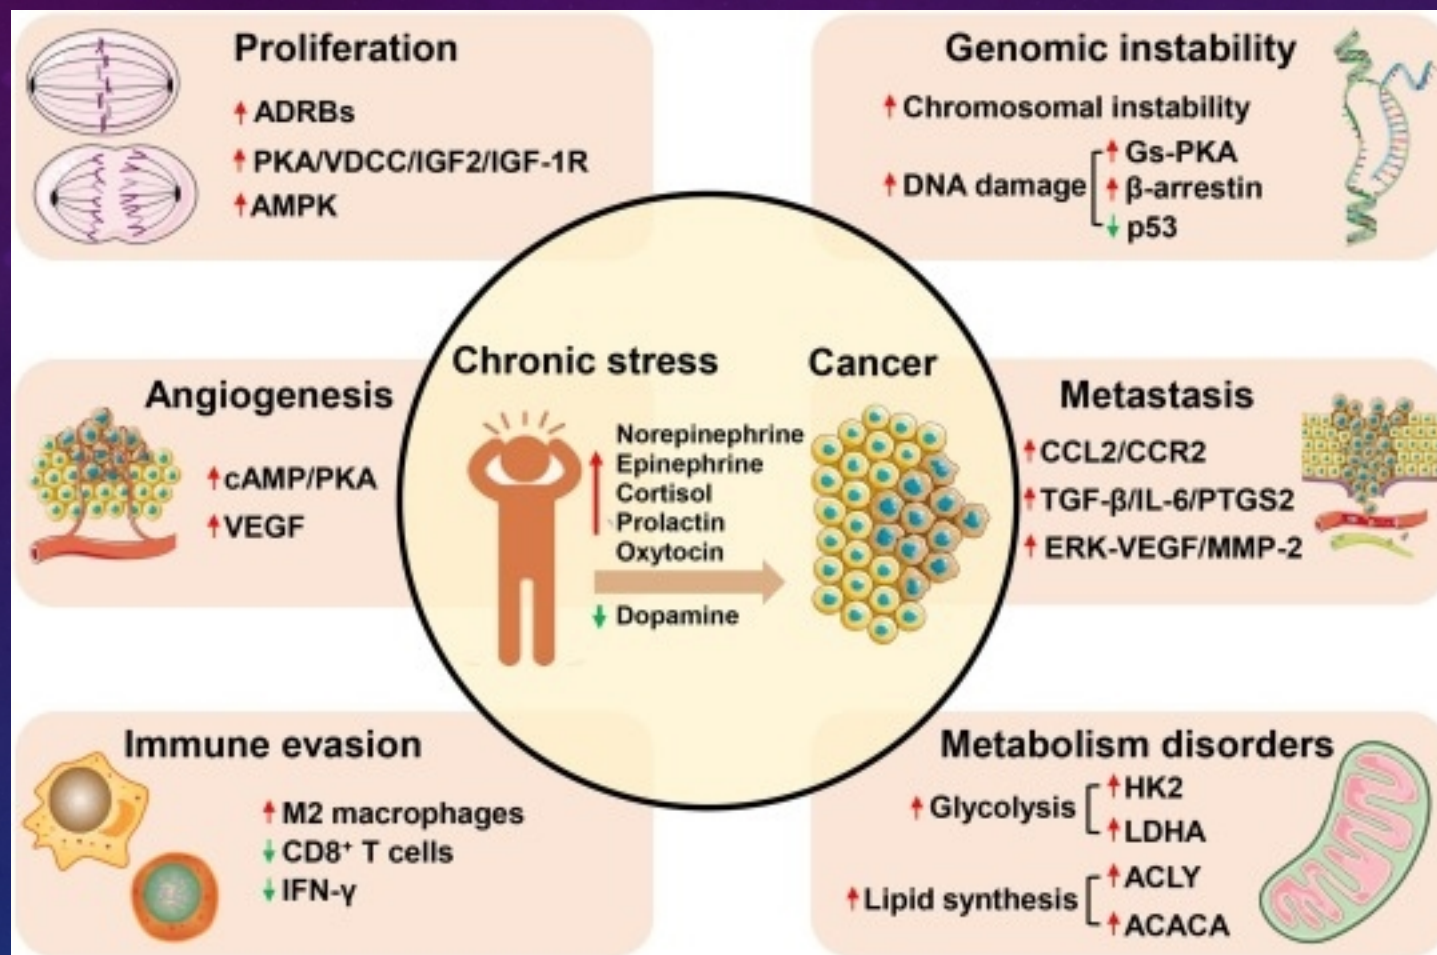 Proliferation
ADRBs
PKA/VDCC/IGF2/IGF-1R
AMPK
Genomic instability
Chromosomal instability
DNA damage
Gs-PKA
β-arrestin
p53
Angiogenesis
cAMP/PKA
VEGF
Chronic stress
Cancer
Norepinephrine
Epinephrine
Cortisol
Prolactin
Oxytocin
Dopamine
Metastasis
CCL2/CCR2
TGF-β/IL-6/PTGS2
ERK-VEGF/MMP-2
Immune evasion
M2 macrophages
CD8⁺ T cells
IFN-γ
Metabolism disorders
Glycolysis
HK2
LDHA
Lipid synthesis
ACLY
ACACA